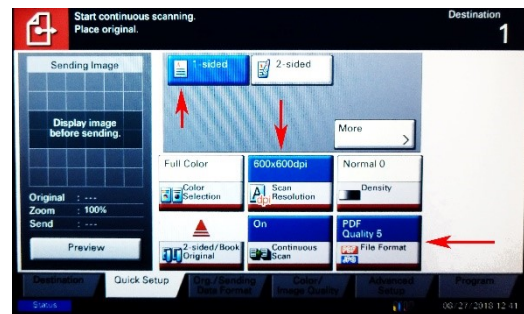 Start continuous scanning.
Place original.
Destination
1
Sending Image
Display image
before sending.
Original : ---
Zoom : 100%
Send : ---
Preview
1-sided
2-sided
More
Full Color
Color
Selection
600x600dpi
Scan
Resolution
Normal 0
Density
2-sided/Book
Original
On
Continuous
Scan
PDF
Quality 5
File Format
Destination
Quick Setup
Org./Sending
Data Format
Color/
Image Quality
Advanced
Setup
Program
Status
08/27/2018 12:41